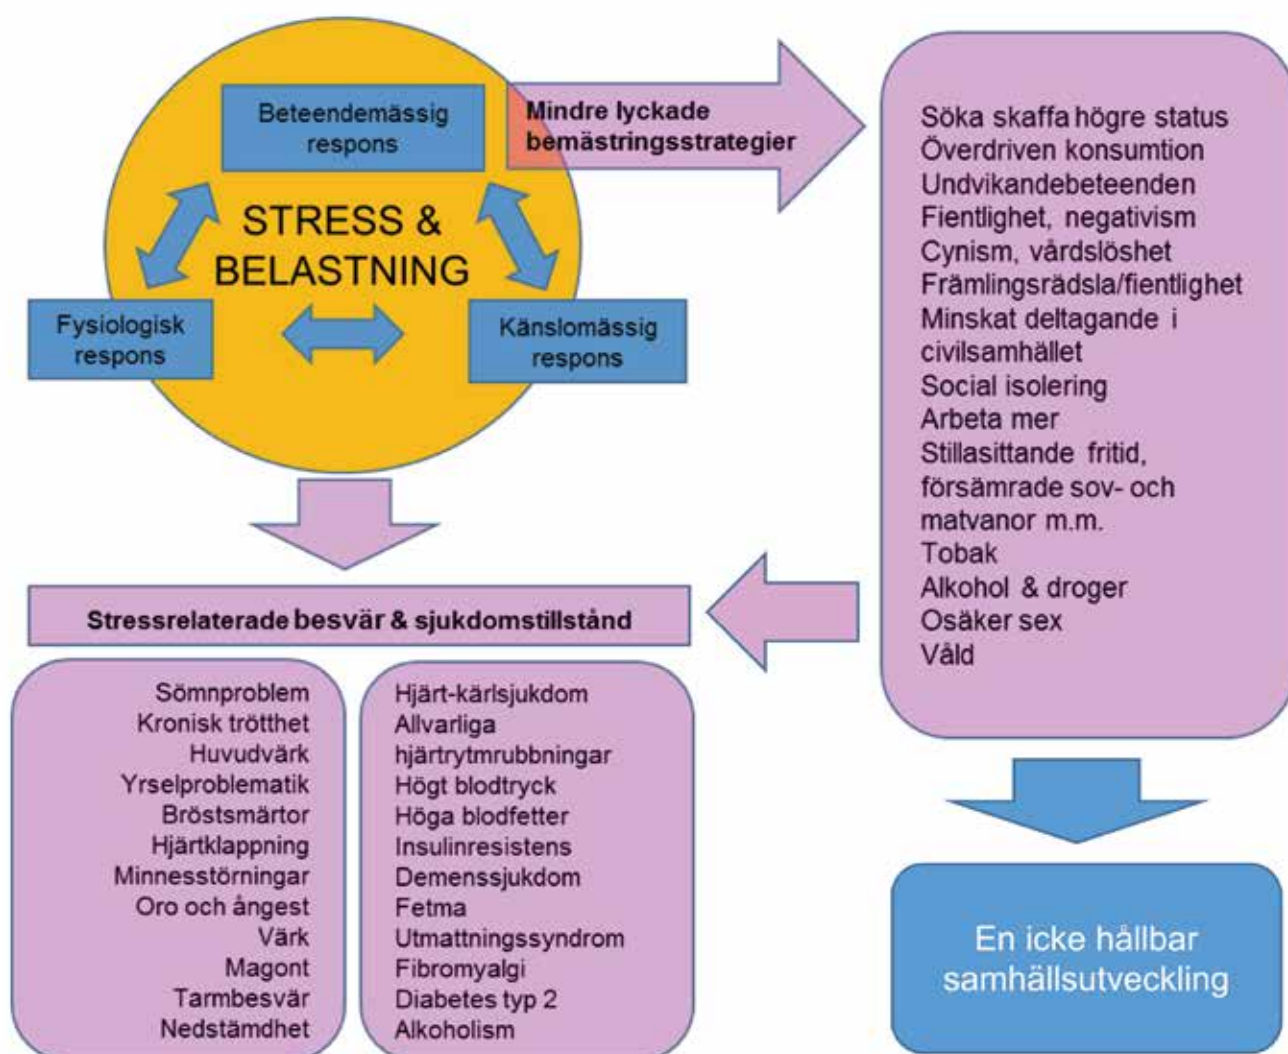 Beteendemässig
respons
STRESS &
BELASTNING
Fysiologisk
respons
Känslomässig
respons
Mindre lyckade
bemästringsstrategier
Söka skaffa högre status
Överdriven konsumtion
Undvikandebeteenden
Fientlighet, negativism
Cynism, vårdslöshet
Främlingsrädsla/fientlighet
Minskat deltagande i
civilsamhället
Social isolering
Arbeta mer
Stillasittande fritid,
försämrade sov- och
matvanor m.m.
Tobak
Alkohol & droger
Osäker sex
Våld
Stressrelaterade besvär & sjukdomstillstånd
Sömnproblem
Kronisk trötthet
Huvudvärk
Yrselproblematik
Bröstsmärtor
Hjärtklappning
Minnesstörningar
Oro och ångest
Värk
Magont
Tarmbesvär
Nedstämdhet
Hjärt-kärlsjukdom
Allvarliga
hjärtrytmrubbningar
Högt blodtryck
Höga blodfetter
Insulinresistens
Demenssjukdom
Fetma
Utmattningssyndrom
Fibromyalgi
Diabetes typ 2
Alkoholism
En icke hållbar
samhällsutveckling